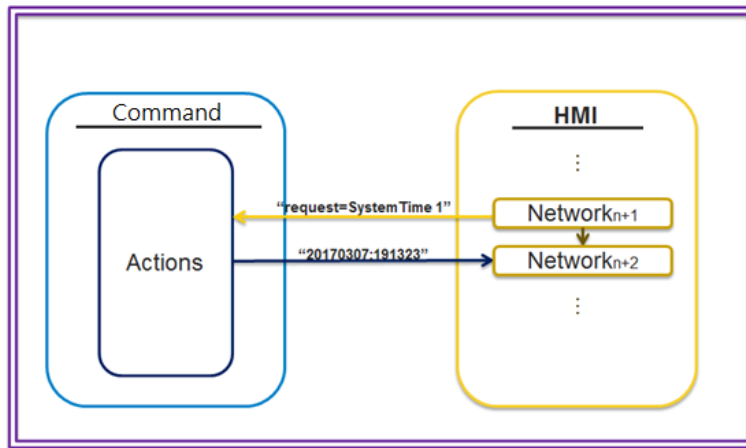 Command
HMI
⋮
“request=SystemTime 1”
Networkn+1
Actions
“20170307:191323”
Networkn+2
⋮